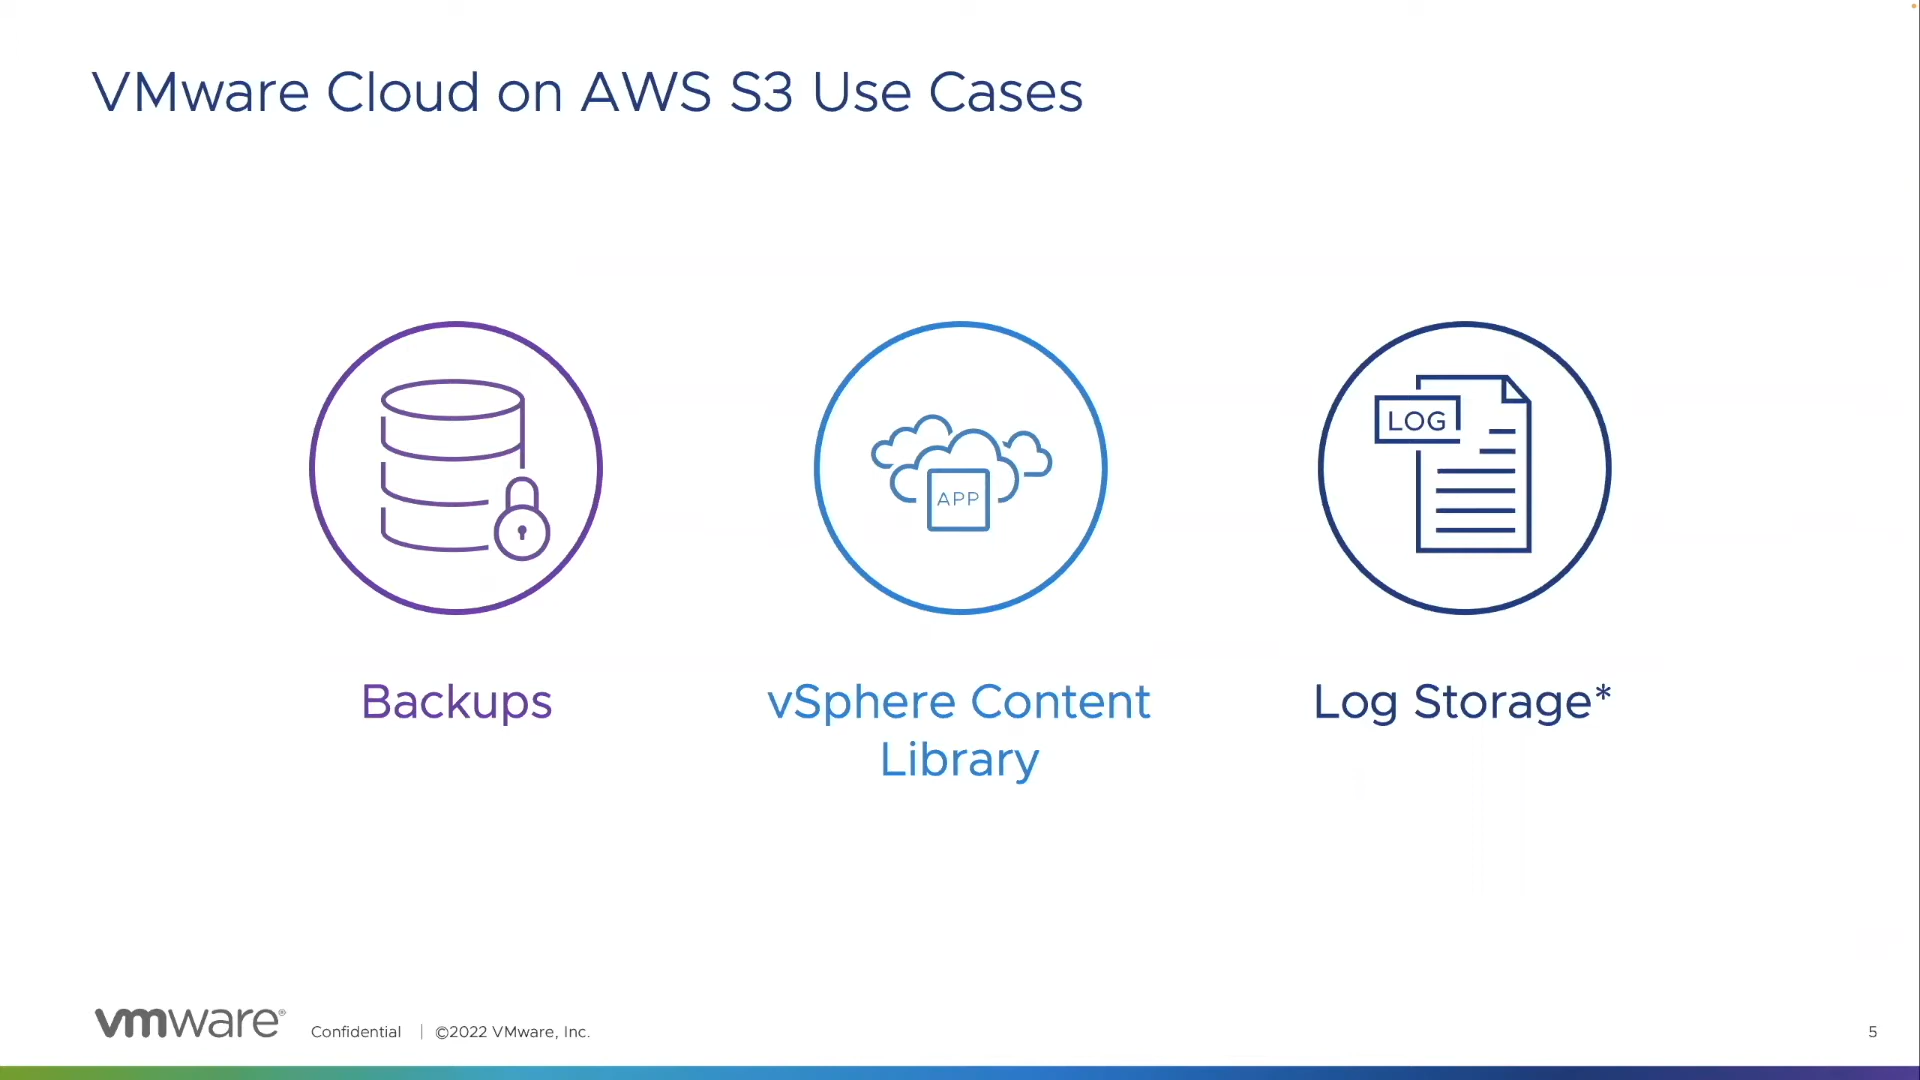 VMware Cloud on AWS S3 Use Cases
LOG
APP
Backups
vSphere Content
Library
Log Storage*
vmware®
Confidential | ©2022 VMware, Inc.
5